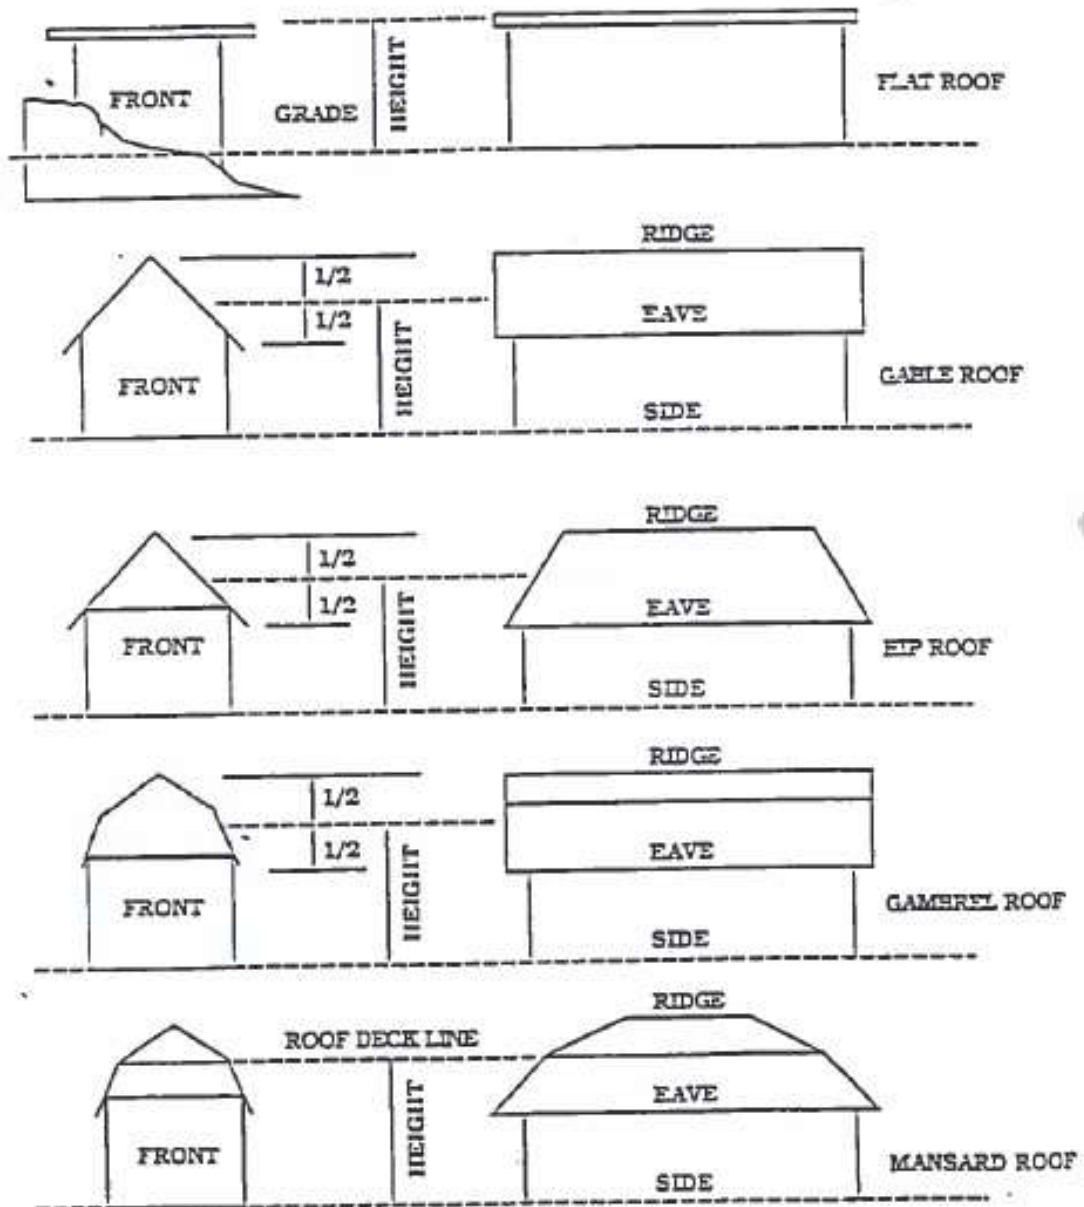 FRONT
GRADE
HEIGHT
FLAT ROOF
RIDGE
1/2
1/2
EAVE
FRONT
HEIGHT
SIDE
GABLE ROOF
RIDGE
1/2
1/2
EAVE
FRONT
HEIGHT
SIDE
HIP ROOF
RIDGE
1/2
1/2
EAVE
FRONT
HEIGHT
SIDE
GAMBREL ROOF
RIDGE
ROOF DECK LINE
EAVE
FRONT
HEIGHT
SIDE
MANSARD ROOF